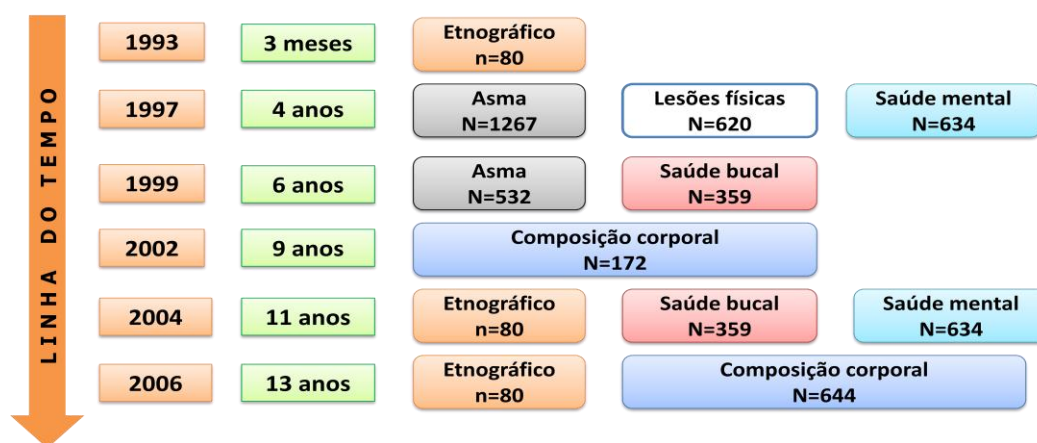 LINHA DO TEMPO
1993
3 meses
Etnográfico
n=80
1997
4 anos
Asma
N=1267
Lesões físicas
N=620
Saúde mental
N=634
1999
6 anos
Asma
N=532
Saúde bucal
N=359
2002
9 anos
Composição corporal
N=172
2004
11 anos
Etnográfico
n=80
Saúde bucal
N=359
Saúde mental
N=634
2006
13 anos
Etnográfico
n=80
Composição corporal
N=644